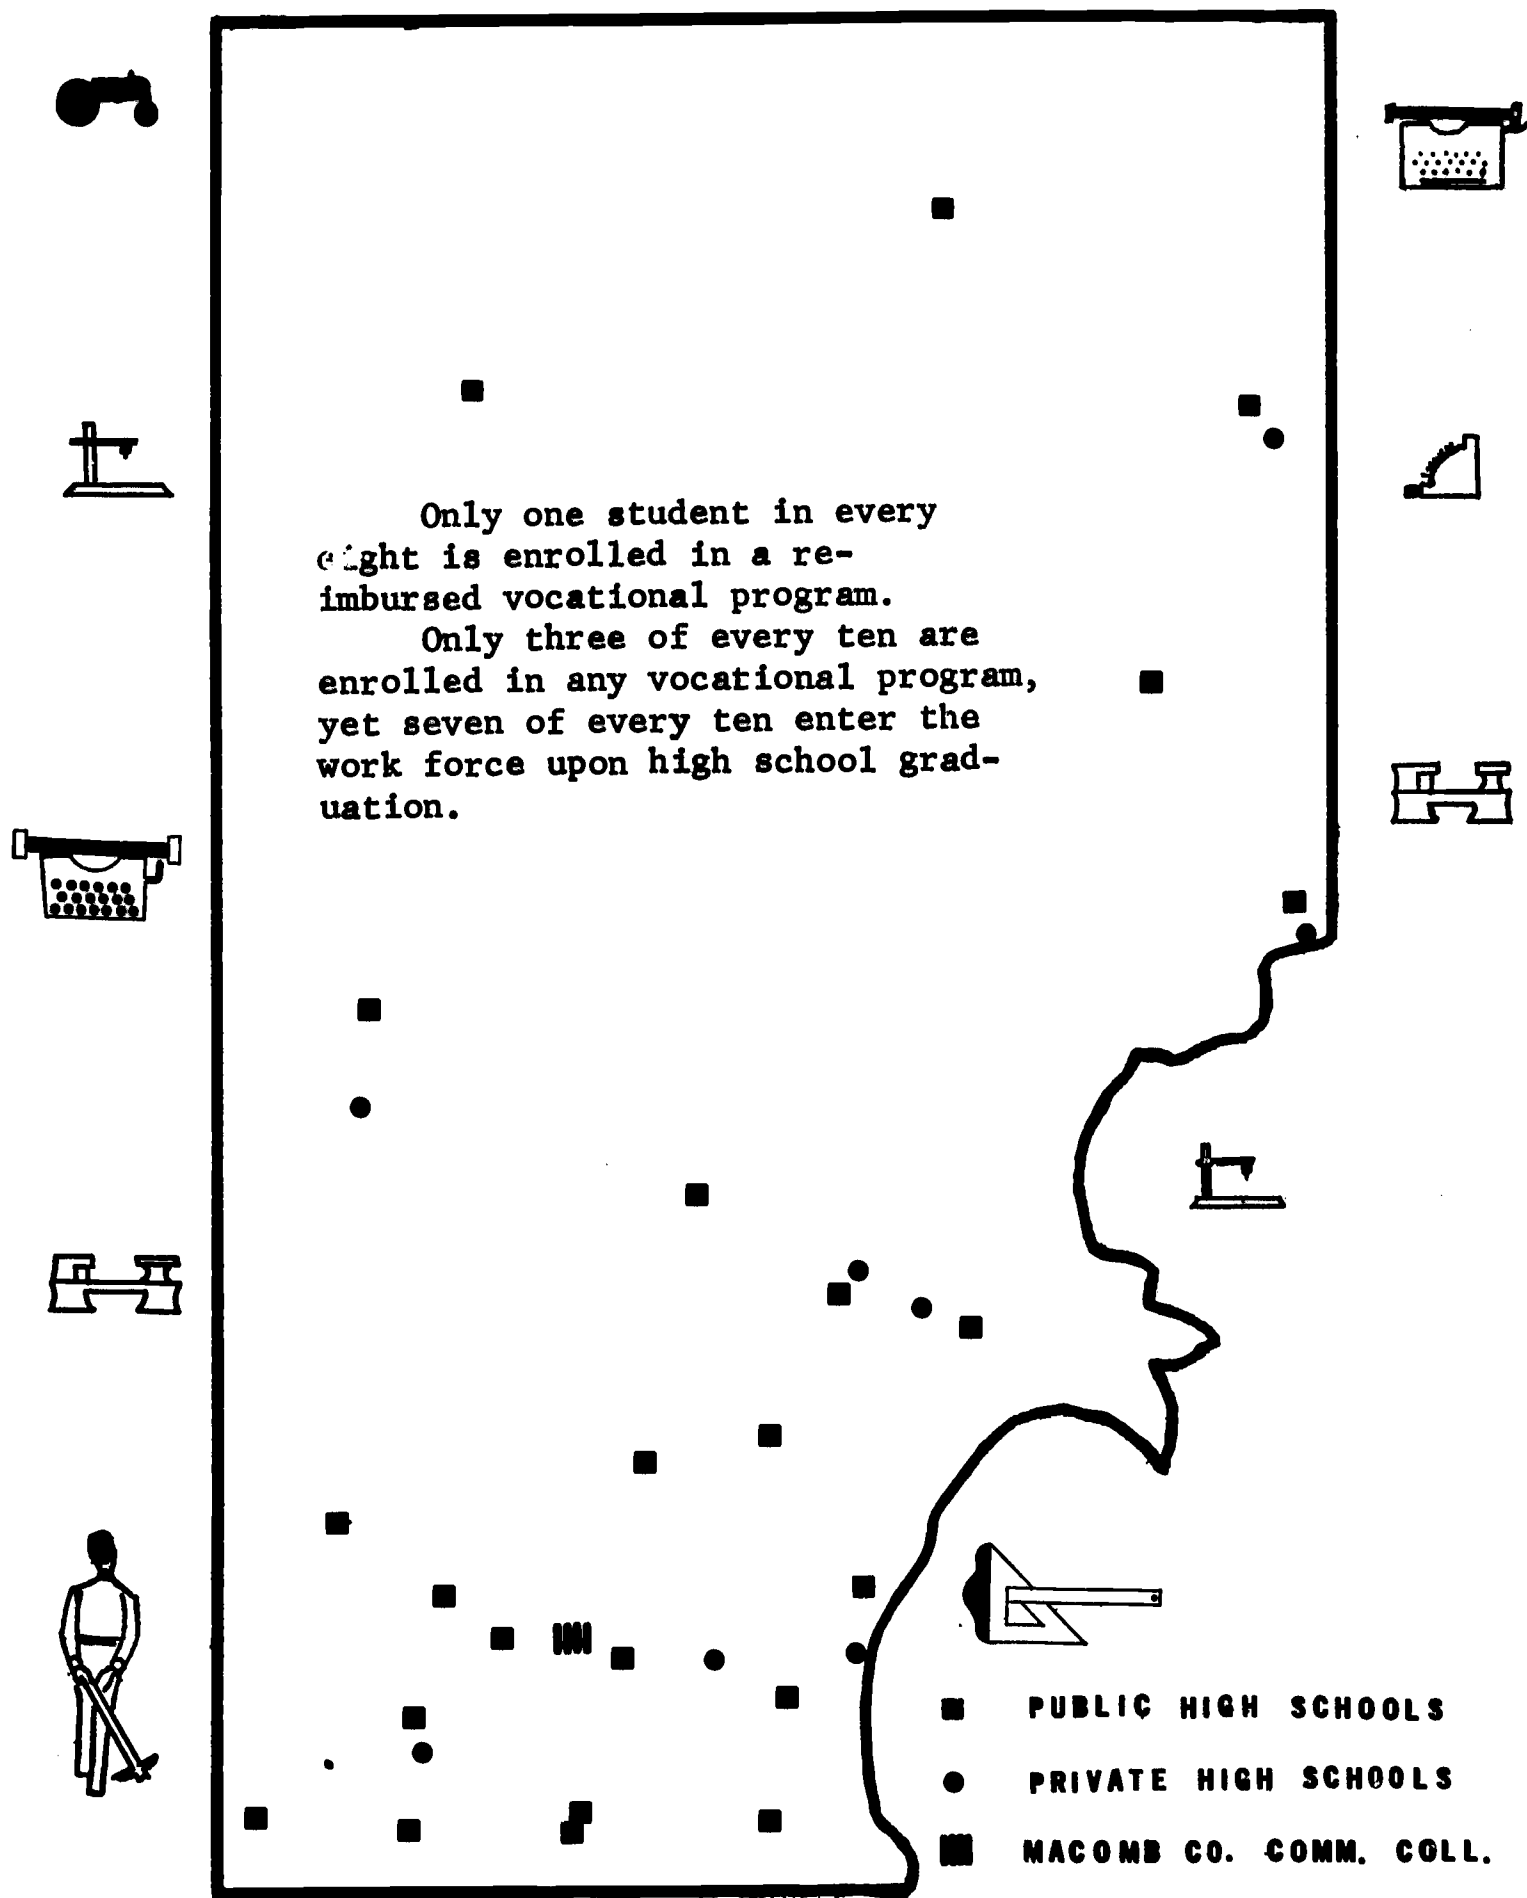 Only one student in every
eight is enrolled in a re-
imbursed vocational program.
Only three of every ten are
enrolled in any vocational program,
yet seven of every ten enter the
work force upon high school grad-
uation.
PUBLIC HIGH SCHOOLS
PRIVATE HIGH SCHOOLS
MACOMB CO. COMM. COLL.